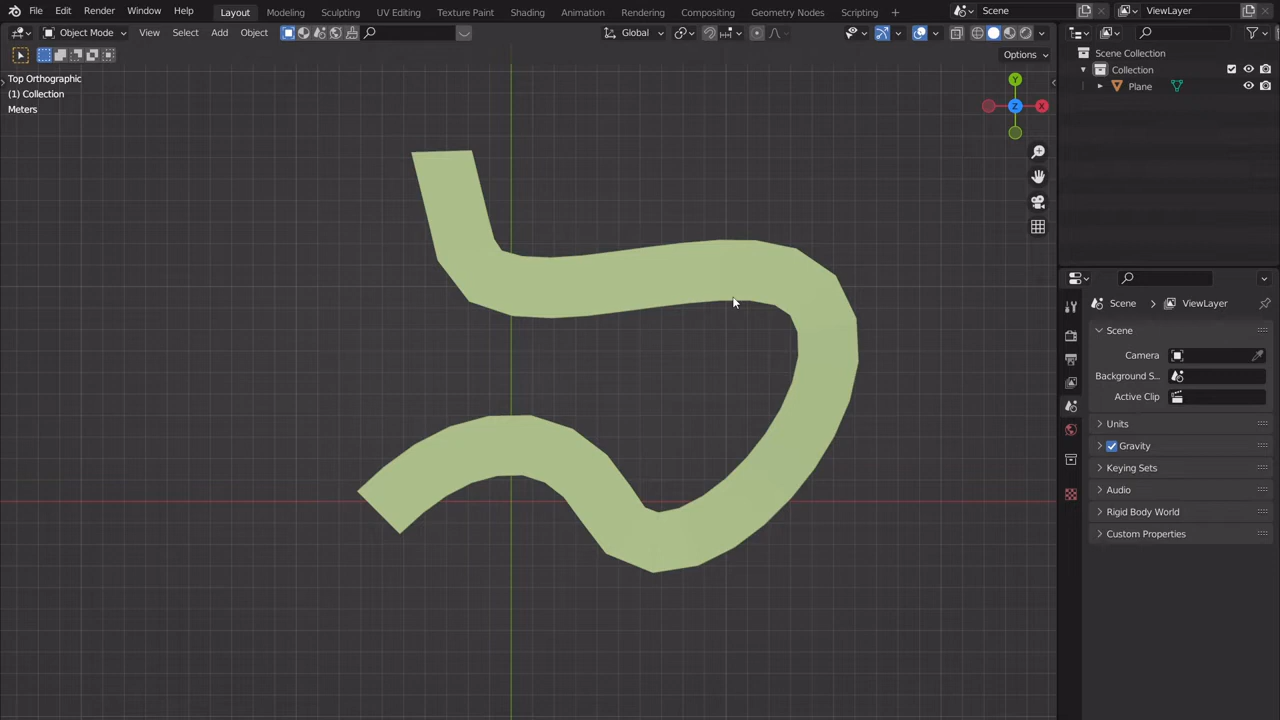 File Edit Render Window Help Layout Modeling Sculpting UV Editing Texture Paint Shading Animation Rendering Compositing Geometry Nodes Scripting + Scene ViewLayer
Object Mode View Select Add Object Global
Options
Top Orthographic
(1) Collection
Meters
Y
X
Z
Scene Collection
Collection
Plane
Scene > ViewLayer
Scene
Camera
Background S...
Active Clip
Units
Gravity
Keying Sets
Audio
Rigid Body World
Custom Properties